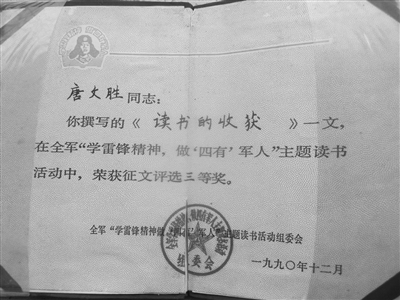 唐文胜同志：
你撰写的《读书的收获》一文，
在全军“学雷锋精神，做‘四有’军人”主题读书
活动中，荣获征文评选三等奖。
全军“学雷锋精神做‘四有’军人”主题读书活动组委会
组委会
一九九〇年十二月